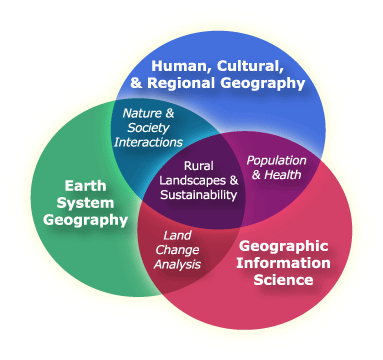 Human, Cultural,
& Regional Geography
Nature &
Society
Interactions
Population
& Health
Rural
Landscapes &
Sustainability
Earth
System
Geography
Land
Change
Analysis
Geographic
Information
Science